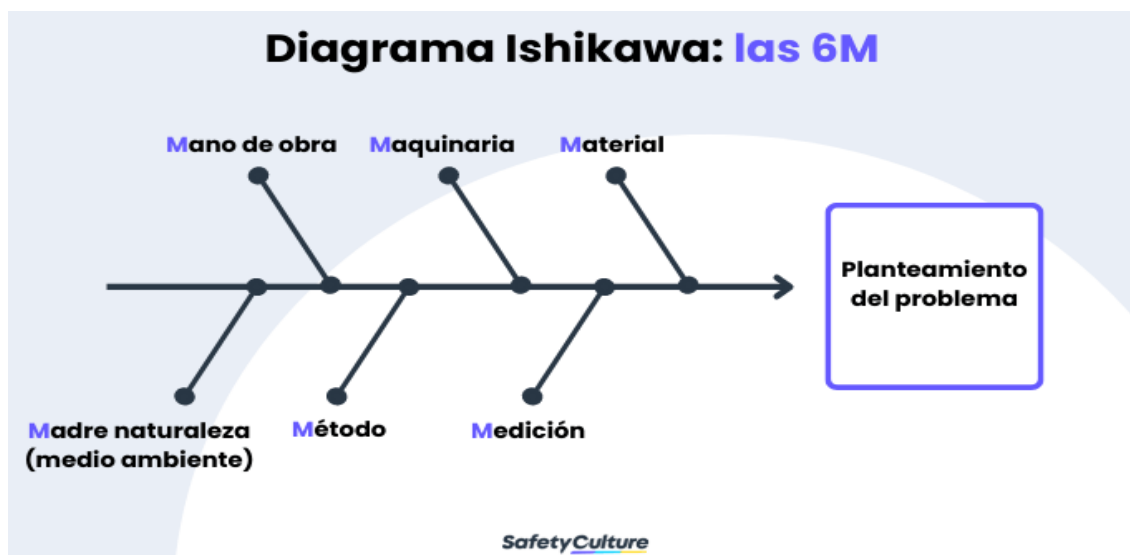 Diagrama Ishikawa: las 6M
Mano de obra
Maquinaria
Material
Planteamiento
del problema
Madre naturaleza
(medio ambiente)
Método
Medición
SafetyCulture